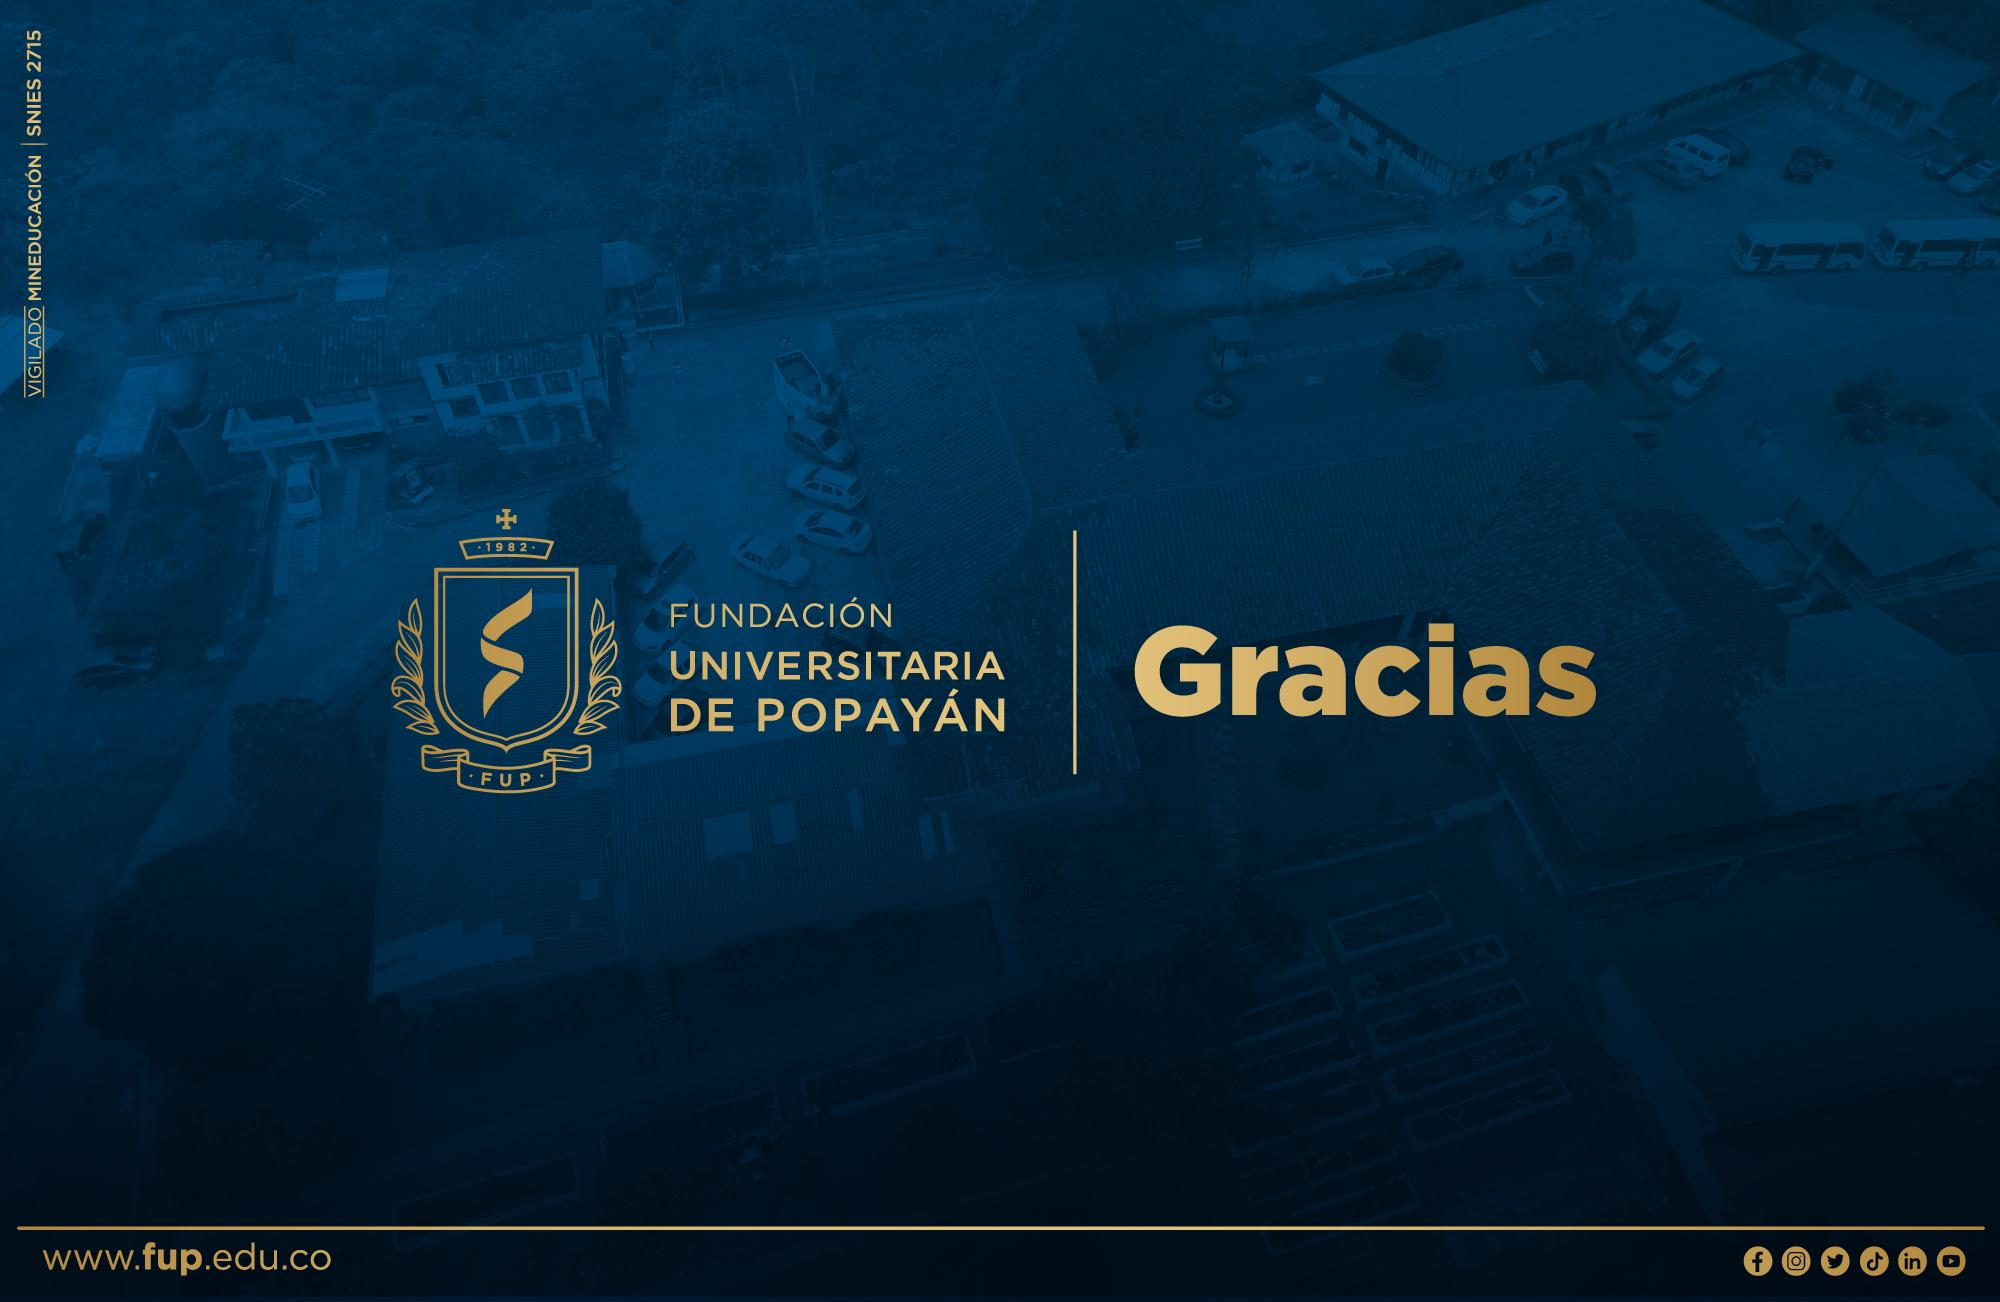 VIGILADO MINEDUCACIÓN | SNIES 2715
·1982·
·FUP·
FUNDACIÓN
UNIVERSITARIA
DE POPAYÁN
Gracias
www.fup.edu.co